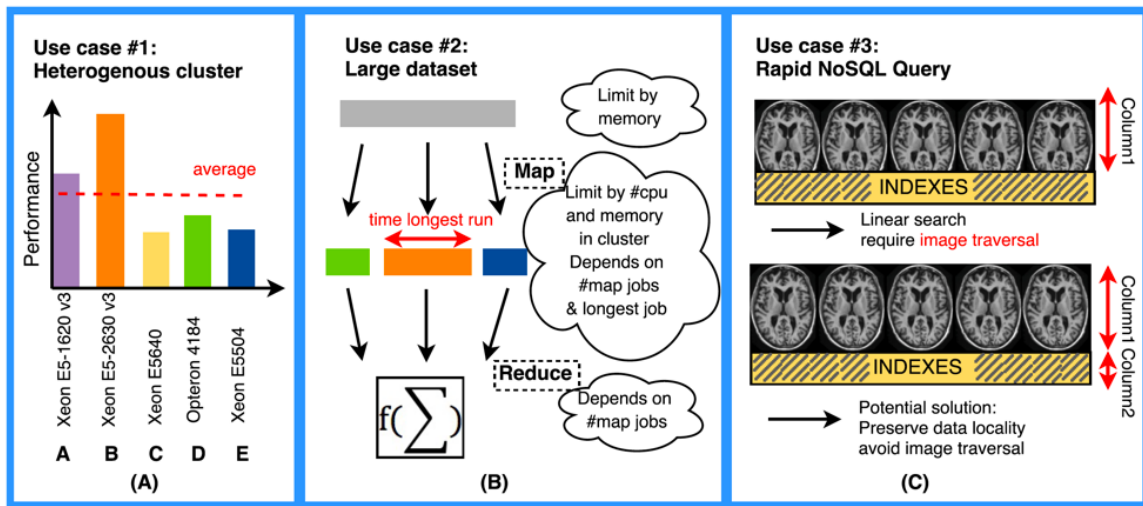 Use case #1:
Heterogenous cluster
Performance
average
Xeon E5-1620 v3
Xeon E5-2630 v3
Xeon E5640
Opteron 4184
Xeon E5504
A
B
C
D
E
(A)
Use case #2:
Large dataset
Limit by
memory
Map
Limit by #cpu
and memory
in cluster
Depends on
#map jobs
& longest job
time longest run
Reduce
Depends on
#map jobs
f(∑)
(B)
Use case #3:
Rapid NoSQL Query
Column1
INDEXES
Linear search
require image traversal
Column1
INDEXES
Column2
Potential solution:
Preserve data locality
avoid image traversal
(C)